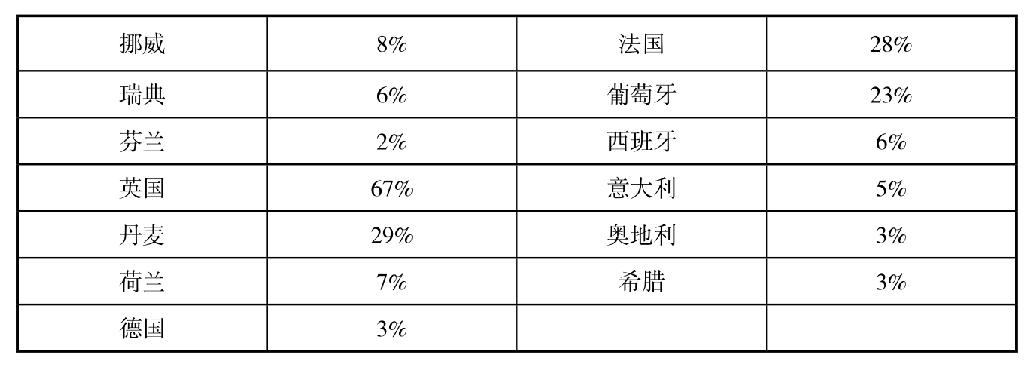 挪威 8% 法国 28%
瑞典 6% 葡萄牙 23%
芬兰 2% 西班牙 6%
英国 67% 意大利 5%
丹麦 29% 奥地利 3%
荷兰 7% 希腊 3%
德国 3%